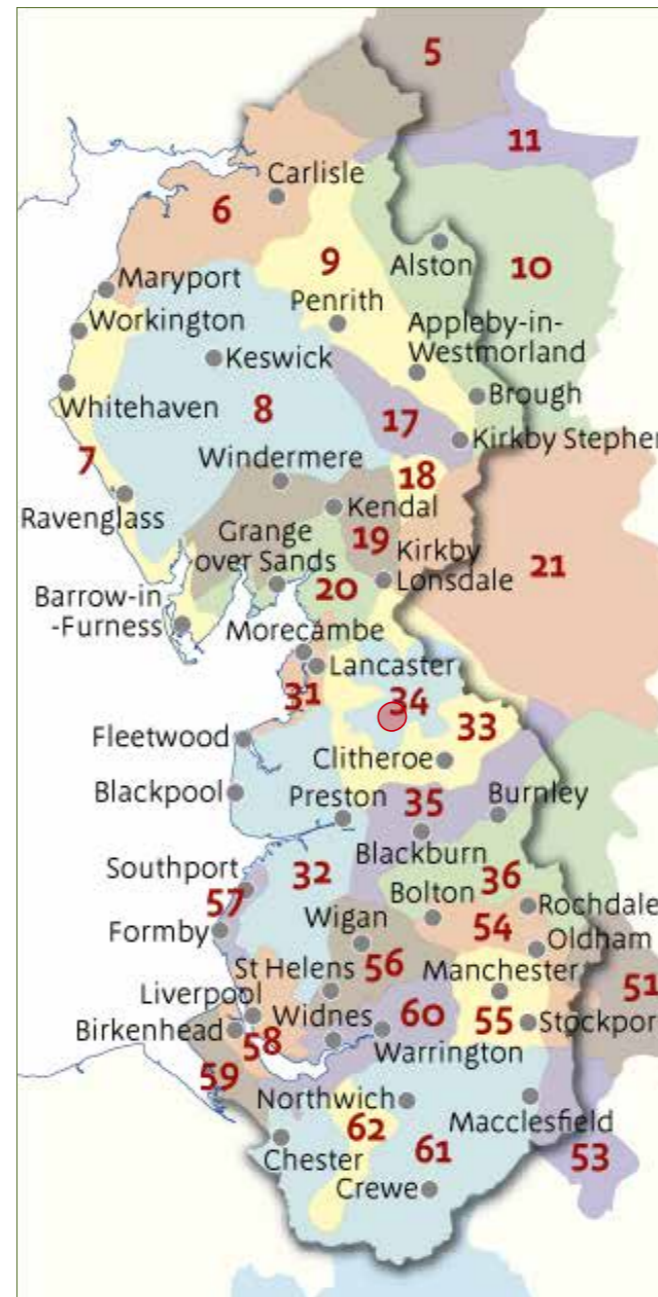 5
11
Carlisle
6
9
Alston
10
Maryport
Penrith
Workington
Appleby-in-
Westmorland
Keswick
Brough
Whitehaven
8
17
Kirkby Stephen
7
Windermere
18
Ravenglass
Kendal
Grange
over Sands
19
Kirkby
Lonsdale
21
20
Barrow-in
-Furness
Morecambe
Lancaster
31
34
33
Fleetwood
Clitheroe
Blackpool
Preston
35
Burnley
Blackburn
Southport
32
36
57
Bolton
Rochdale
Formby
Wigan
54
Oldham
St Helens
56
Manchester
51
Liverpool
Widnes
60
55
Stockpor
Birkenhead
58
Warrington
59
Northwich
Macclesfield
62
61
53
Chester
Crewe